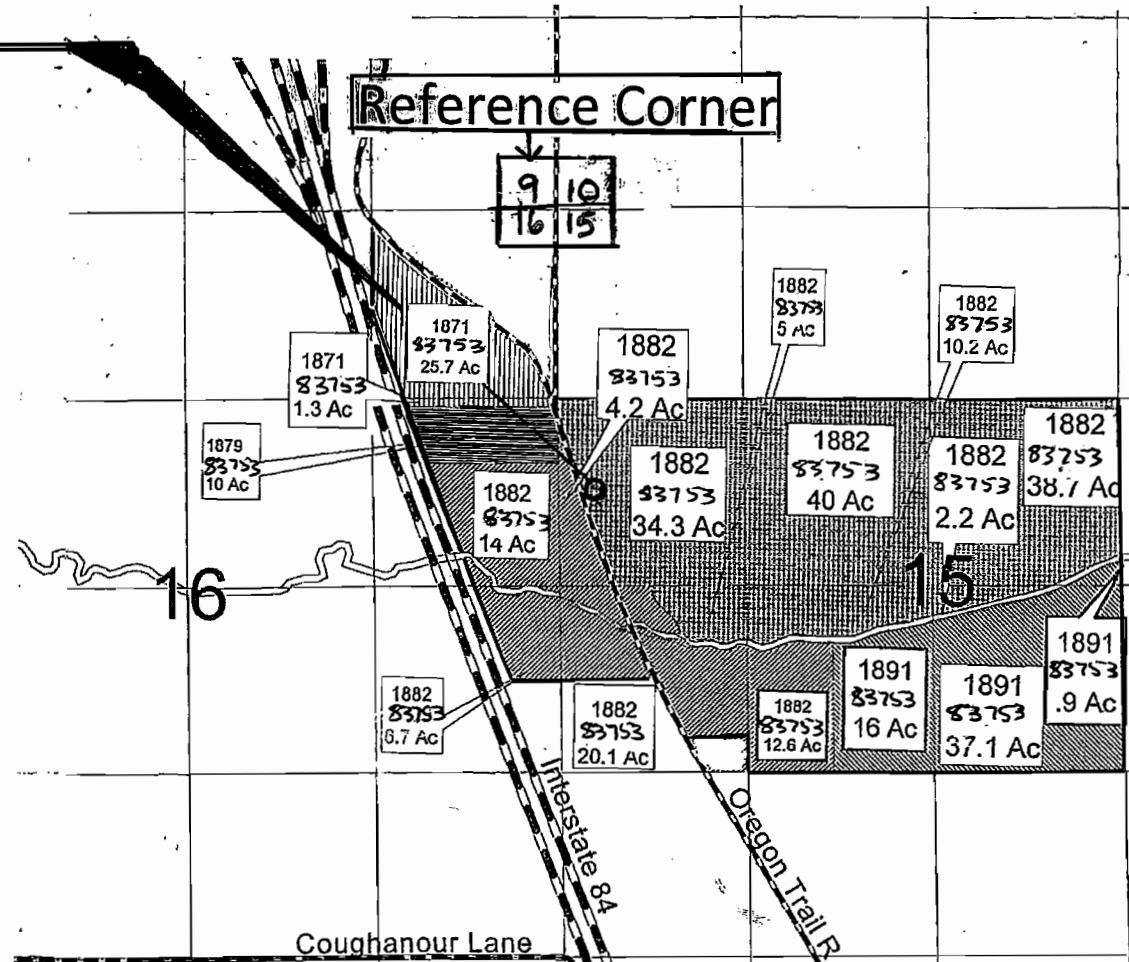 Reference Corner
9 10
16 15
1882
83753
5 Ac
1882
83753
10.2 Ac
1871
83753
25.7 Ac
1871
83753
1.3 Ac
1882
83753
4.2 Ac
1879
83753
10 Ac
1882
83753
14 Ac
1882
83753
34.3 Ac
1882
83753
40 Ac
1882
83753
2.2 Ac
1882
83753
38.7 Ac
16
15
1882
83753
6.7 Ac
1882
83753
20.1 Ac
1882
83753
12.6 Ac
1891
83753
16 Ac
1891
83753
37.1 Ac
1891
83753
.9 Ac
Interstate 84
Oregon Trail R
Coughanour Lane